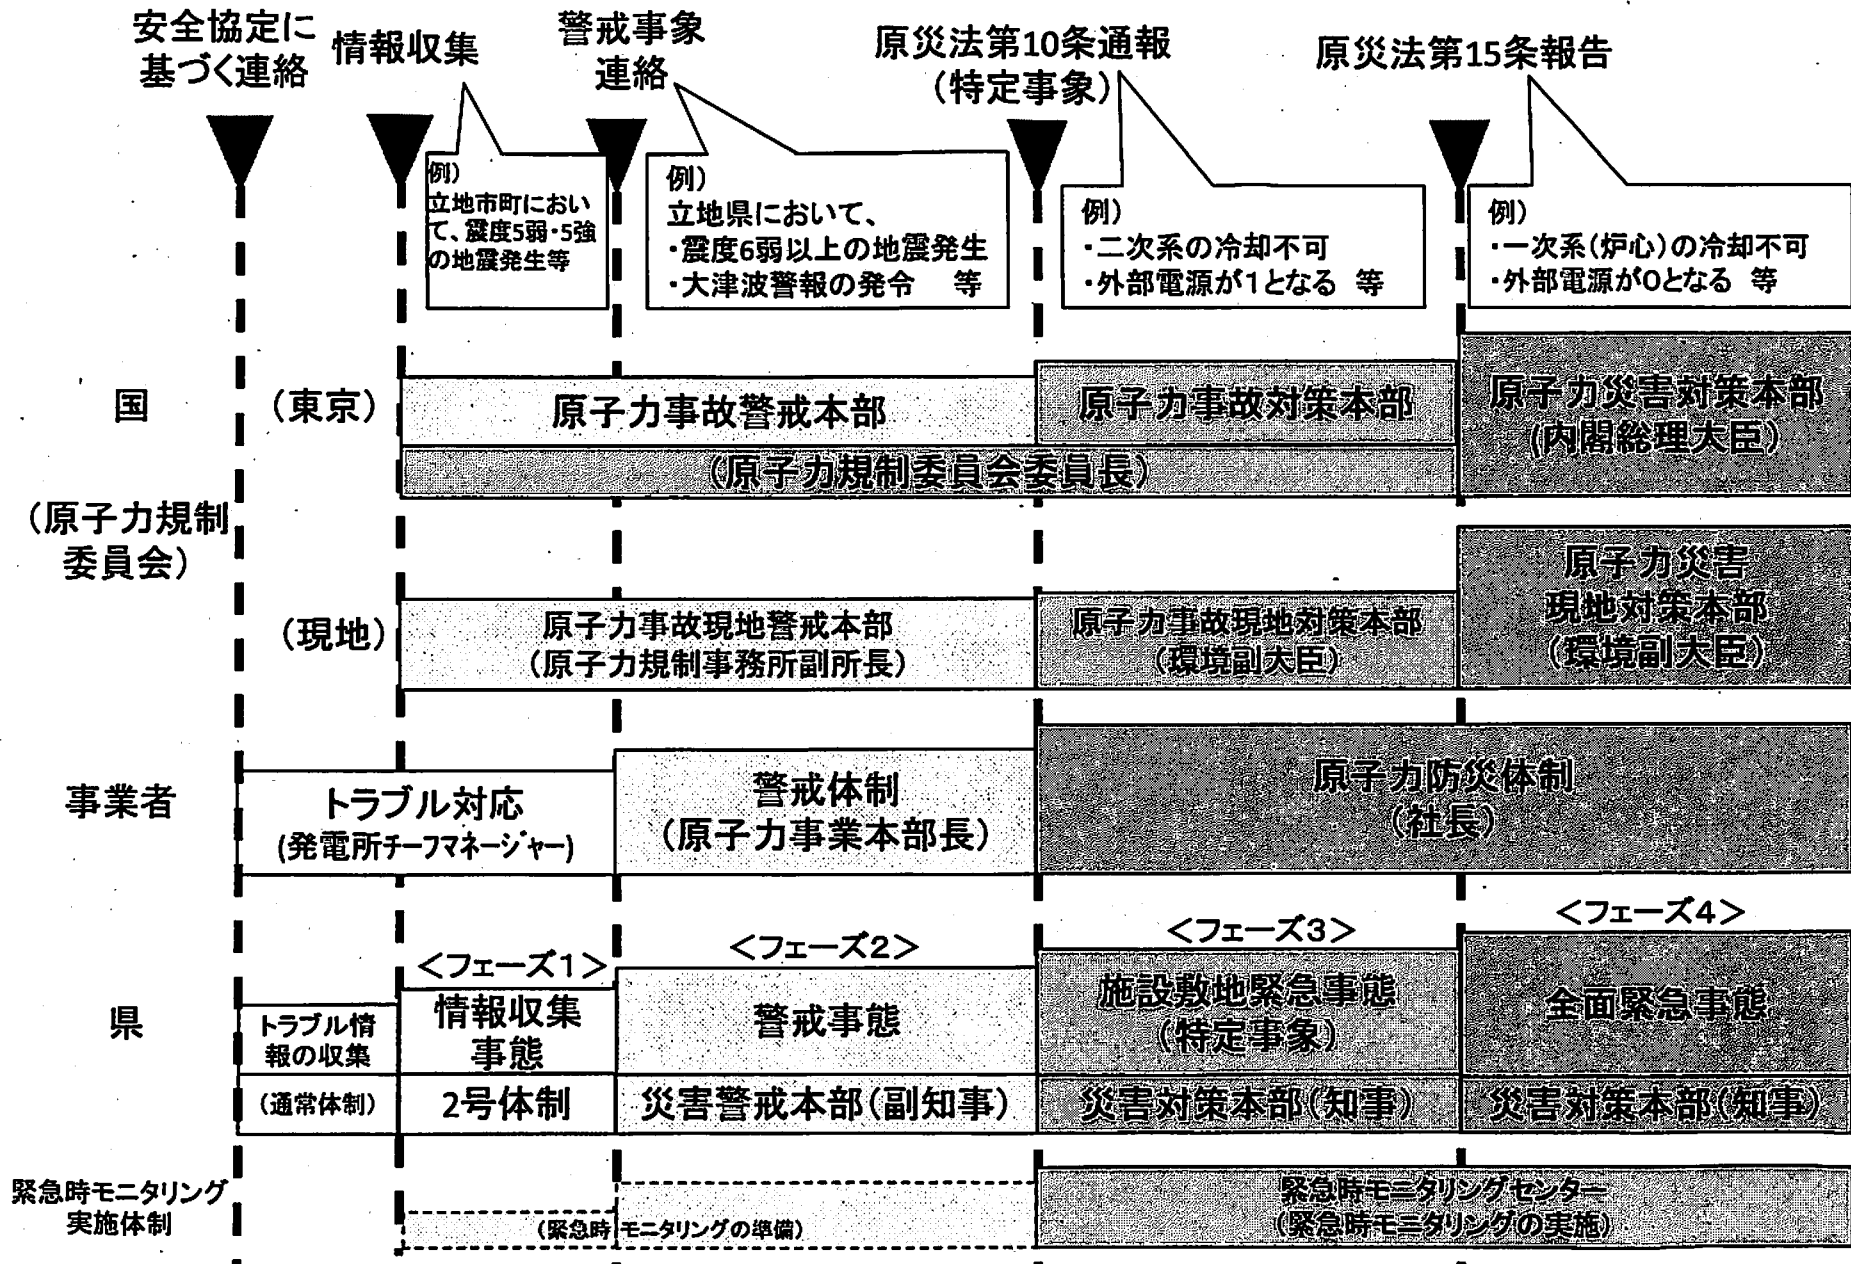 安全協定に
基づく連絡
情報収集
警戒事象
連絡
原災法第10条通報
（特定事象）
原災法第15条報告
例）
立地市町におい
て、震度5弱・5強
の地震発生等
例）
立地県において、
・震度6弱以上の地震発生
・大津波警報の発令　等
例）
・二次系の冷却不可
・外部電源が1となる　等
例）
・一次系（炉心）の冷却不可
・外部電源が0となる　等
国
（東京）
原子力事故警戒本部
原子力事故対策本部
（原子力規制委員会委員長）
原子力災害対策本部
（内閣総理大臣）
（原子力規制
委員会）
（現地）
原子力事故現地警戒本部
（原子力規制事務所副所長）
原子力事故現地対策本部
（環境副大臣）
原子力災害
現地対策本部
（環境副大臣）
事業者
トラブル対応
（発電所チーフマネージャー）
警戒体制
（原子力事業本部長）
原子力防災体制
（社長）
県
トラブル情
報の収集
（通常体制）
＜フェーズ1＞
情報収集
事態
2号体制
＜フェーズ2＞
警戒事態
災害警戒本部（副知事）
＜フェーズ3＞
施設敷地緊急事態
（特定事象）
災害対策本部（知事）
＜フェーズ4＞
全面緊急事態
災害対策本部（知事）
緊急時モニタリング
実施体制
（緊急時モニタリングの準備）
緊急時モニタリングセンター
（緊急時モニタリングの実施）